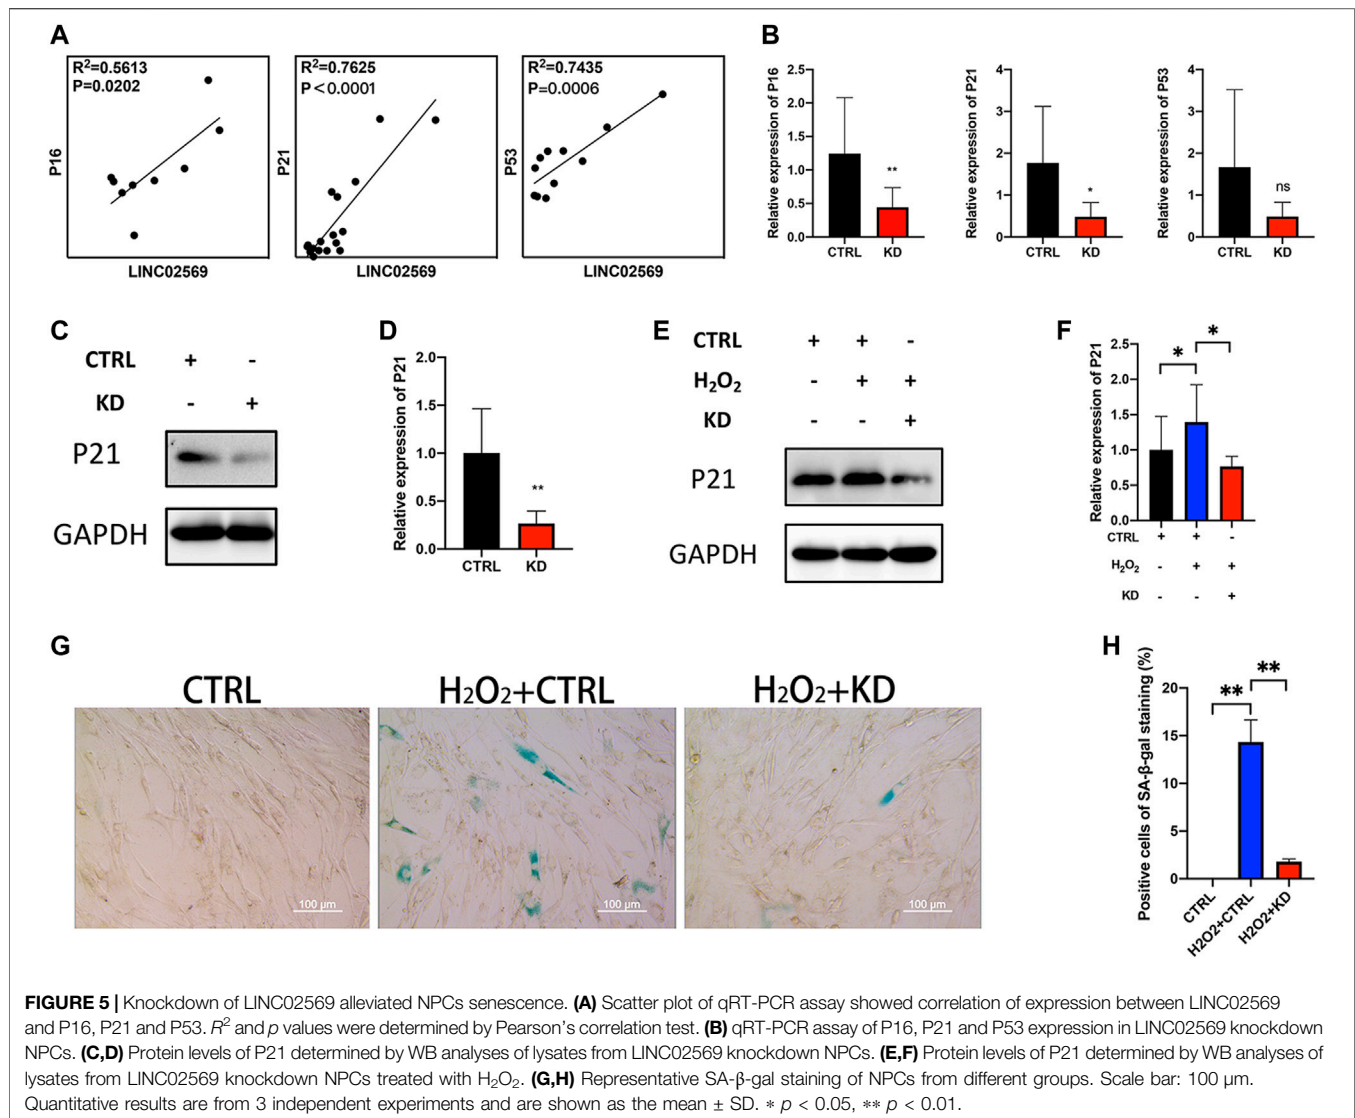 A
R²=0.5613
P=0.0202
P16
LINC02569
R²=0.7625
P<0.0001
P21
LINC02569
R²=0.7435
P=0.0006
P53
LINC02569
B
Relative expression of P16
2.5
2.0
1.5
1.0
0.5
0.0
**
CTRL KD
Relative expression of P21
4
3
2
1
0
*
CTRL KD
Relative expression of P53
4
3
2
1
0
ns
CTRL KD
C
CTRL + -
KD - +
P21
GAPDH
D
Relative expression of P21
2.0
1.5
1.0
0.5
0.0
**
CTRL KD
E
CTRL + + -
H₂O₂ - + +
KD - - +
P21
GAPDH
F
Relative expression of P21
2.5
2.0
1.5
1.0
0.5
0.0
* *
CTRL + + -
H₂O₂ - + +
KD - - +
G
CTRL
100 µm
H₂O₂+CTRL
100 µm
H₂O₂+KD
100 µm
H
Positive cells of SA-β-gal staining (%)
20
15
10
5
0
** **
CTRL
H2O2+CTRL
H2O2+KD
FIGURE 5 | Knockdown of LINC02569 alleviated NPCs senescence. (A) Scatter plot of qRT-PCR assay showed correlation of expression between LINC02569
and P16, P21 and P53. R² and p values were determined by Pearson's correlation test. (B) qRT-PCR assay of P16, P21 and P53 expression in LINC02569 knockdown
NPCs. (C,D) Protein levels of P21 determined by WB analyses of lysates from LINC02569 knockdown NPCs. (E,F) Protein levels of P21 determined by WB analyses of
lysates from LINC02569 knockdown NPCs treated with H₂O₂. (G,H) Representative SA-β-gal staining of NPCs from different groups. Scale bar: 100 µm.
Quantitative results are from 3 independent experiments and are shown as the mean ± SD. * p < 0.05, ** p < 0.01.